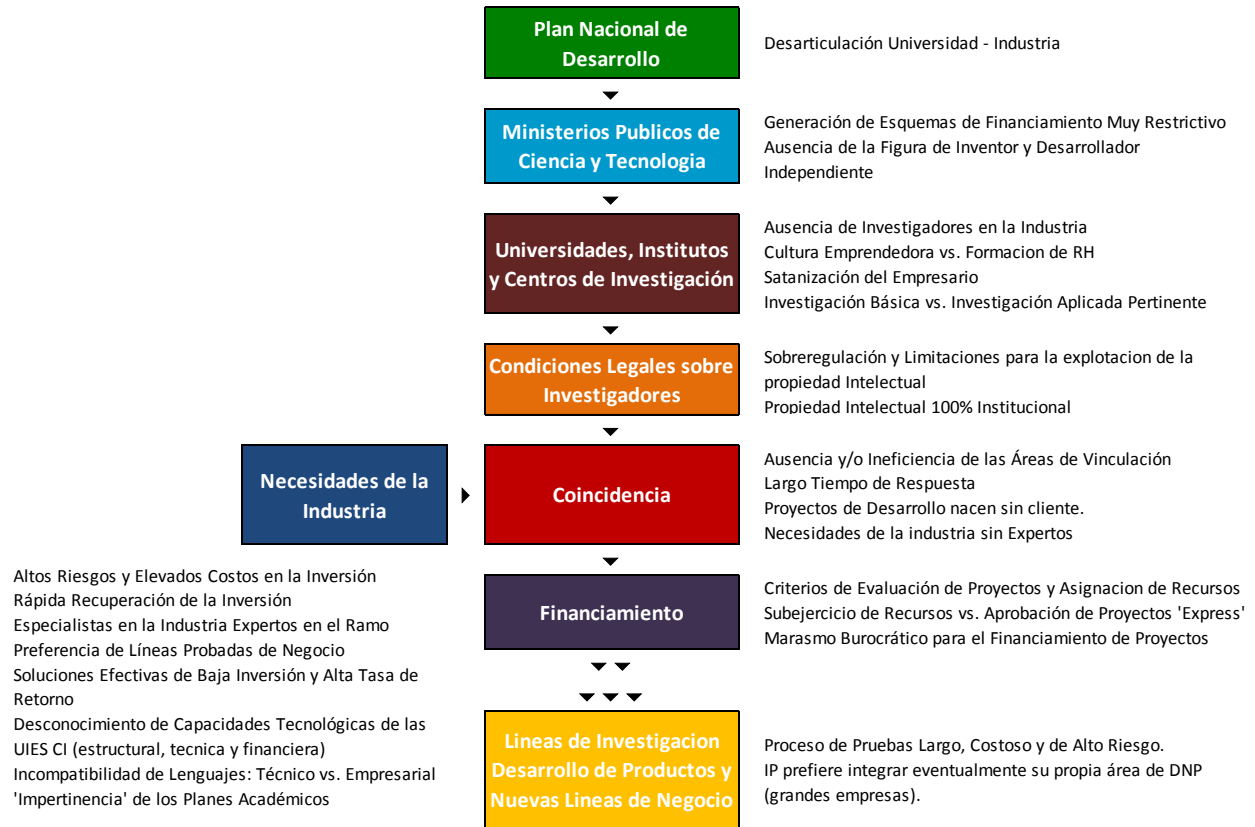 Plan Nacional de
Desarrollo
Desarticulación Universidad - Industria
Ministerios Publicos de
Ciencia y Tecnologia
Generación de Esquemas de Financiamiento Muy Restrictivo
Ausencia de la Figura de Inventor y Desarrollador
Independiente
Universidades, Institutos
y Centros de Investigación
Ausencia de Investigadores en la Industria
Cultura Emprendedora vs. Formacion de RH
Satanización del Empresario
Investigación Básica vs. Investigación Aplicada Pertinente
Condiciones Legales sobre
Investigadores
Sobreregulación y Limitaciones para la explotacion de la
propiedad Intelectual
Propiedad Intelectual 100% Institucional
Necesidades de la
Industria
Coincidencia
Ausencia y/o Ineficiencia de las Áreas de Vinculación
Largo Tiempo de Respuesta
Proyectos de Desarrollo nacen sin cliente.
Necesidades de la industria sin Expertos
Altos Riesgos y Elevados Costos en la Inversión
Rápida Recuperación de la Inversión
Especialistas en la Industria Expertos en el Ramo
Preferencia de Líneas Probadas de Negocio
Soluciones Efectivas de Baja Inversión y Alta Tasa de
Retorno
Desconocimiento de Capacidades Tecnológicas de las
UIES CI (estructural, tecnica y financiera)
Incompatibilidad de Lenguajes: Técnico vs. Empresarial
'Impertinencia' de los Planes Académicos
Financiamiento
Criterios de Evaluación de Proyectos y Asignacion de Recursos
Subejercicio de Recursos vs. Aprobación de Proyectos 'Express'
Marasmo Burocrático para el Financiamiento de Proyectos
Lineas de Investigacion
Desarrollo de Productos y
Nuevas Lineas de Negocio
Proceso de Pruebas Largo, Costoso y de Alto Riesgo.
IP prefiere integrar eventualmente su propia área de DNP
(grandes empresas).